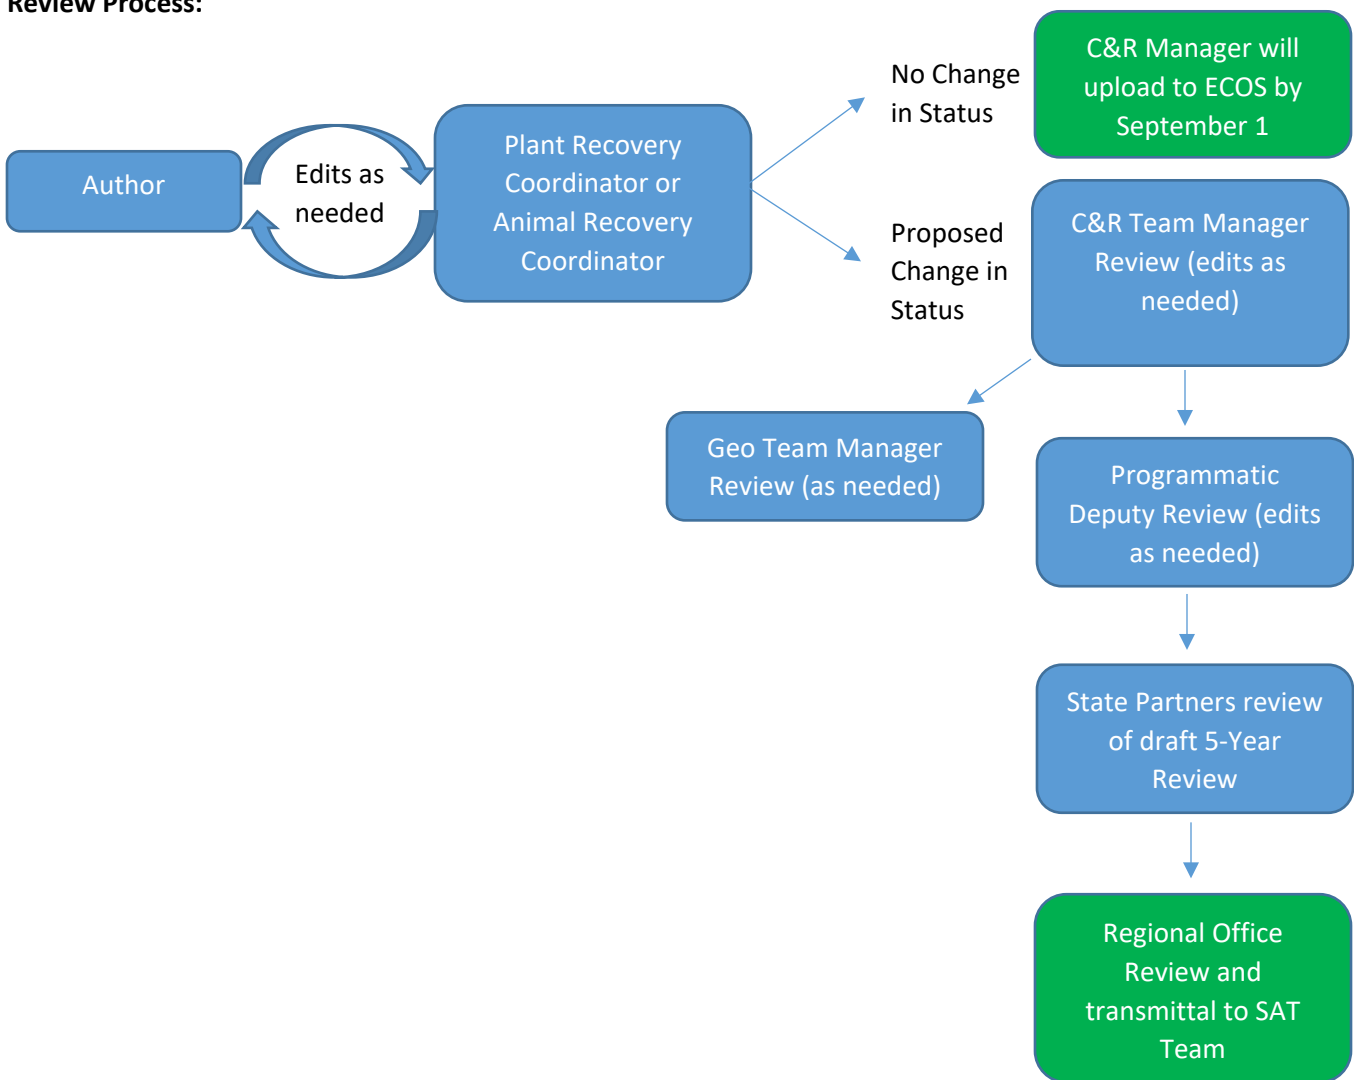 Review Process:
Author
Edits as
needed
Plant Recovery
Coordinator or
Animal Recovery
Coordinator
No Change
in Status
C&R Manager will
upload to ECOS by
September 1
Proposed
Change in
Status
C&R Team Manager
Review (edits as
needed)
Geo Team Manager
Review (as needed)
Programmatic
Deputy Review (edits
as needed)
State Partners review
of draft 5-Year
Review
Regional Office
Review and
transmittal to SAT
Team